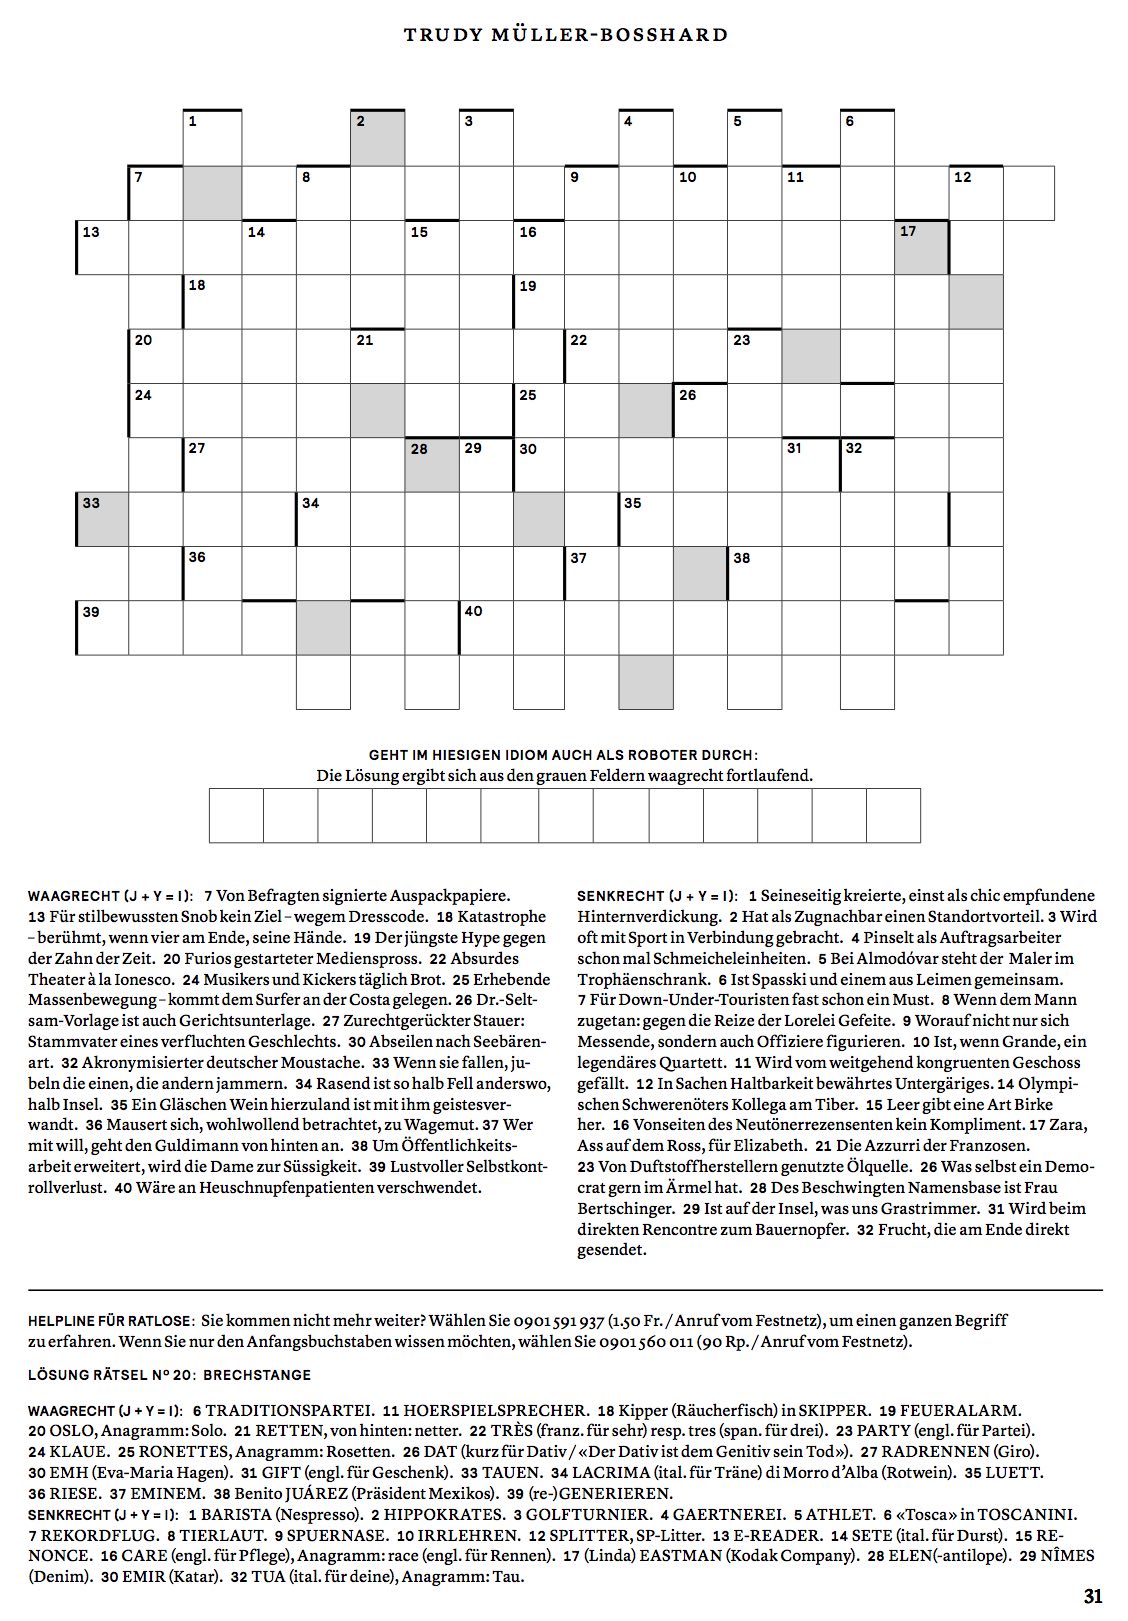 TRUDY MÜLLER-BOSSHARD
1 2 3 4 5 6
7 8 9 10 11 12
13 14 15 16 17
18 19
20 21 22 23
24 25 26
27 28 29 30 31 32
33 34 35
36 37 38
39 40
GEHT IM HIESIGEN IDIOM AUCH ALS ROBOTER DURCH:
Die Lösung ergibt sich aus den grauen Feldern waagrecht fortlaufend.
WAAGRECHT (J + Y = I): 7 Von Befragten signierte Auspackpapiere.
13 Für stilbewussten Snob kein Ziel – wegem Dresscode. 18 Katastrophe
– berühmt, wenn vier am Ende, seine Hände. 19 Der jüngste Hype gegen
der Zahn der Zeit. 20 Furios gestarteter Medienspross. 22 Absurdes
Theater à la Ionesco. 24 Musikers und Kickers täglich Brot. 25 Erhebende
Massenbewegung – kommt dem Surfer an der Costa gelegen. 26 Dr.-Selt-
sam-Vorlage ist auch Gerichtsunterlage. 27 Zurechtgerückter Stauer:
Stammvater eines verfluchten Geschlechts. 30 Abseilen nach Seebären-
art. 32 Akronymisierter deutscher Moustache. 33 Wenn sie fallen, ju-
beln die einen, die andern jammern. 34 Rasend ist so halb Fell anderswo,
halb Insel. 35 Ein Gläschen Wein hierzuland ist mit ihm geistesver-
wandt. 36 Mausert sich, wohlwollend betrachtet, zu Wagemut. 37 Wer
mit will, geht den Guldimann von hinten an. 38 Um Öffentlichkeits-
arbeit erweitert, wird die Dame zur Süssigkeit. 39 Lustvoller Selbstkont-
rollverlust. 40 Wäre an Heuschnupfenpatienten verschwendet.
SENKRECHT (J + Y = I): 1 Seineseitig kreierte, einst als chic empfundene
Hinternverdickung. 2 Hat als Zugnachbar einen Standortvorteil. 3 Wird
oft mit Sport in Verbindung gebracht. 4 Pinselt als Auftragsarbeiter
schon mal Schmeicheleinheiten. 5 Bei Almodóvar steht der Maler im
Trophäenschrank. 6 Ist Spasski und einem aus Leimen gemeinsam.
7 Für Down-Under-Touristen fast schon ein Must. 8 Wenn dem Mann
zugetan: gegen die Reize der Lorelei Gefeite. 9 Worauf nicht nur sich
Messende, sondern auch Offiziere figurieren. 10 Ist, wenn Grande, ein
legendäres Quartett. 11 Wird vom weitgehend kongruenten Geschoss
gefällt. 12 In Sachen Haltbarkeit bewährtes Untergäriges. 14 Olympi-
schen Schwerenöters Kollega am Tiber. 15 Leer gibt eine Art Birke
her. 16 Vonseiten des Neutönerrezensenten kein Kompliment. 17 Zara,
Ass auf dem Ross, für Elizabeth. 21 Die Azzurri der Franzosen.
23 Von Duftstoffherstellern genutzte Ölquelle. 26 Was selbst ein Demo-
crat gern im Ärmel hat. 28 Des Beschwingten Namensbase ist Frau
Bertschinger. 29 Ist auf der Insel, was uns Grastrimmer. 31 Wird beim
direkten Rencontre zum Bauernopfer. 32 Frucht, die am Ende direkt
gesendet.
HELPLINE FÜR RATLOSE: Sie kommen nicht mehr weiter? Wählen Sie 0901 591 937 (1.50 Fr. / Anruf vom Festnetz), um einen ganzen Begriff
zu erfahren. Wenn Sie nur den Anfangsbuchstaben wissen möchten, wählen Sie 0901 560 011 (90 Rp. / Anruf vom Festnetz).
LÖSUNG RÄTSEL Nº 20: BRECHSTANGE
WAAGRECHT (J + Y = I): 6 TRADITIONSPARTEI. 11 HOERSPIELSPRECHER. 18 Kipper (Räucherfisch) in SKIPPER. 19 FEUERALARM.
20 OSLO, Anagramm: Solo. 21 RETTEN, von hinten: netter. 22 TRÈS (franz. für sehr) resp. tres (span. für drei). 23 PARTY (engl. für Partei).
24 KLAUE. 25 RONETTES, Anagramm: Rosetten. 26 DAT (kurz für Dativ / «Der Dativ ist dem Genitiv sein Tod»). 27 RADRENNEN (Giro).
30 EMH (Eva-Maria Hagen). 31 GIFT (engl. für Geschenk). 33 TAUEN. 34 LACRIMA (ital. für Träne) di Morro d'Alba (Rotwein). 35 LUETT.
36 RIESE. 37 EMINEM. 38 Benito JUÁREZ (Präsident Mexikos). 39 (re-)GENERIEREN.
SENKRECHT (J + Y = I): 1 BARISTA (Nespresso). 2 HIPPOKRATES. 3 GOLFTURNIER. 4 GAERTNEREI. 5 ATHLET. 6 «Tosca» in TOSCANINI.
7 REKORDFLUG. 8 TIERLAUT. 9 SPUERNASE. 10 IRRLEHREN. 12 SPLITTER, SP-Litter. 13 E-READER. 14 SETE (ital. für Durst). 15 RE-
NONCE. 16 CARE (engl. für Pflege), Anagramm: race (engl. für Rennen). 17 (Linda) EASTMAN (Kodak Company). 28 ELEN(-antilope). 29 NÎMES
(Denim). 30 EMIR (Katar). 32 TUA (ital. für deine), Anagramm: Tau.
31